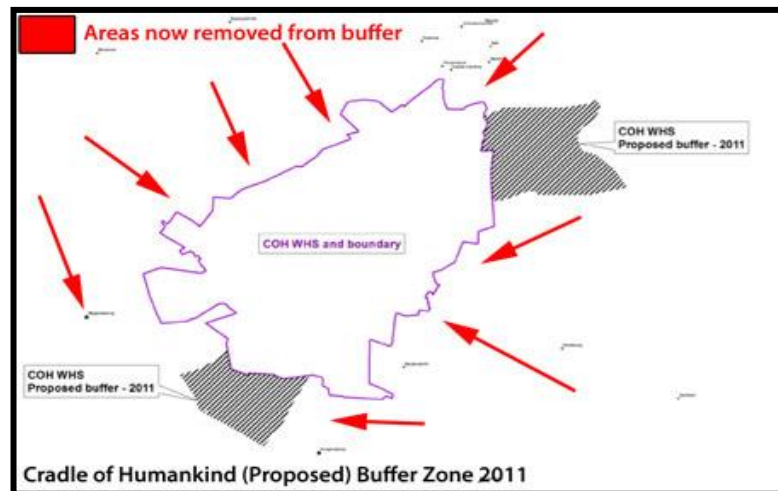 Areas now removed from buffer
COH WHS
Proposed buffer - 2011
COH WHS and boundary
COH WHS
Proposed buffer - 2011
Cradle of Humankind (Proposed) Buffer Zone 2011